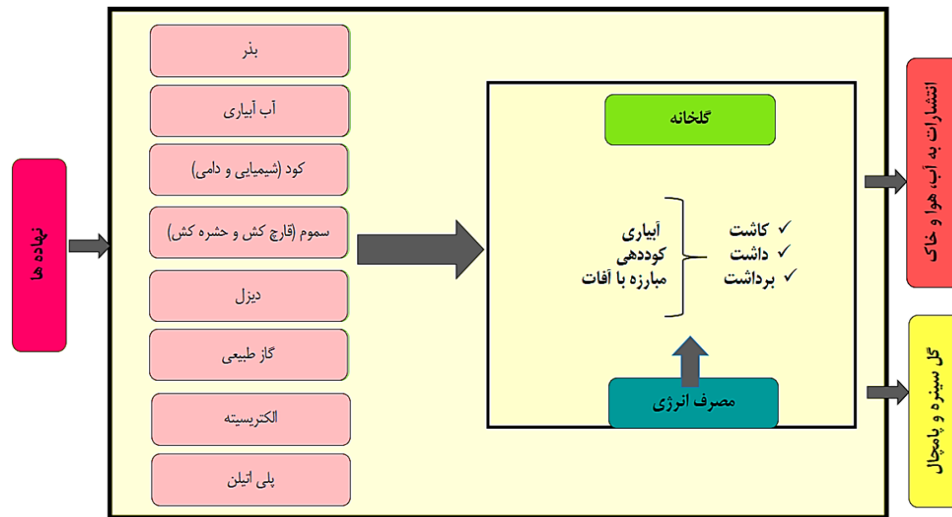 نهاده ها
بذر
آب آبیاری
کود (شیمیایی و دامی)
سموم (قارچ کش و حشره کش)
دیزل
گاز طبیعی
الکتریسیته
پلی اتیلن
گلخانه
✓ کاشت
✓ داشت
✓ برداشت
آبیاری
کوددهی
مبارزه با آفات
مصرف انرژی
انتشارات به آب، هوا و خاک
گل سینره و پامچال